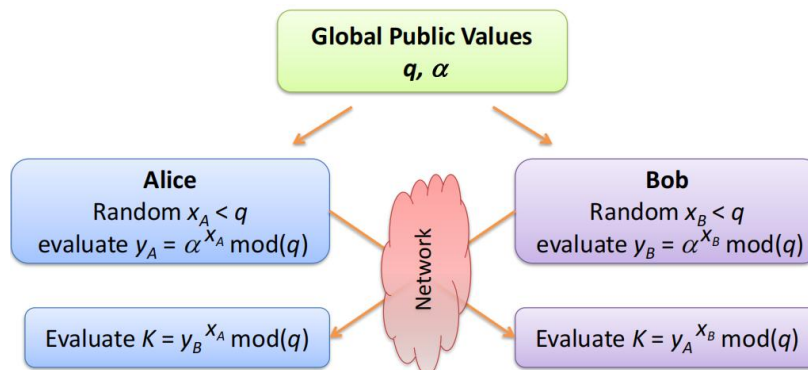 Global Public Values
q, α
Alice
Random x_A < q
evaluate y_A = α^x_A mod(q)
Bob
Random x_B < q
evaluate y_B = α^x_B mod(q)
Network
Evaluate K = y_B^x_A mod(q)
Evaluate K = y_A^x_B mod(q)